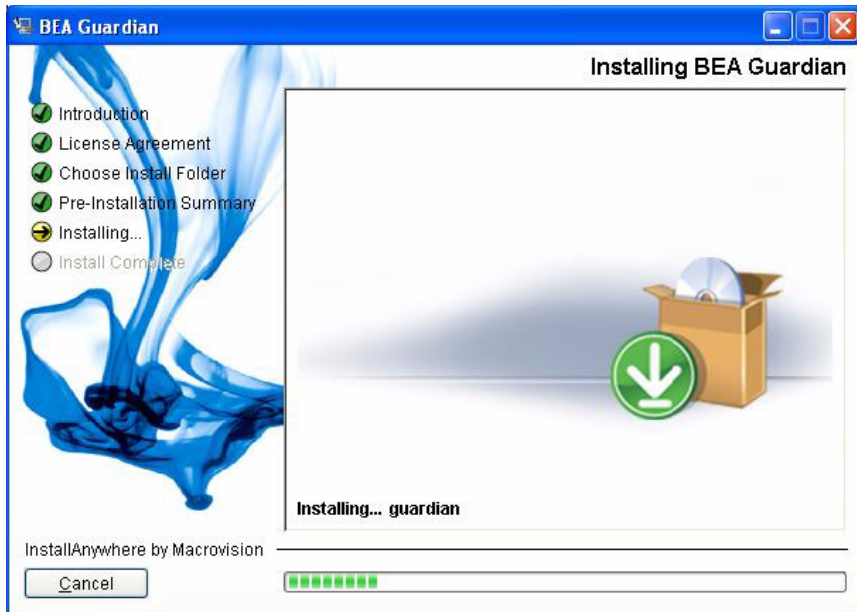 BEA Guardian
Installing BEA Guardian
Introduction
License Agreement
Choose Install Folder
Pre-Installation Summary
Installing...
Install Complete
Installing... guardian
InstallAnywhere by Macrovision
Cancel